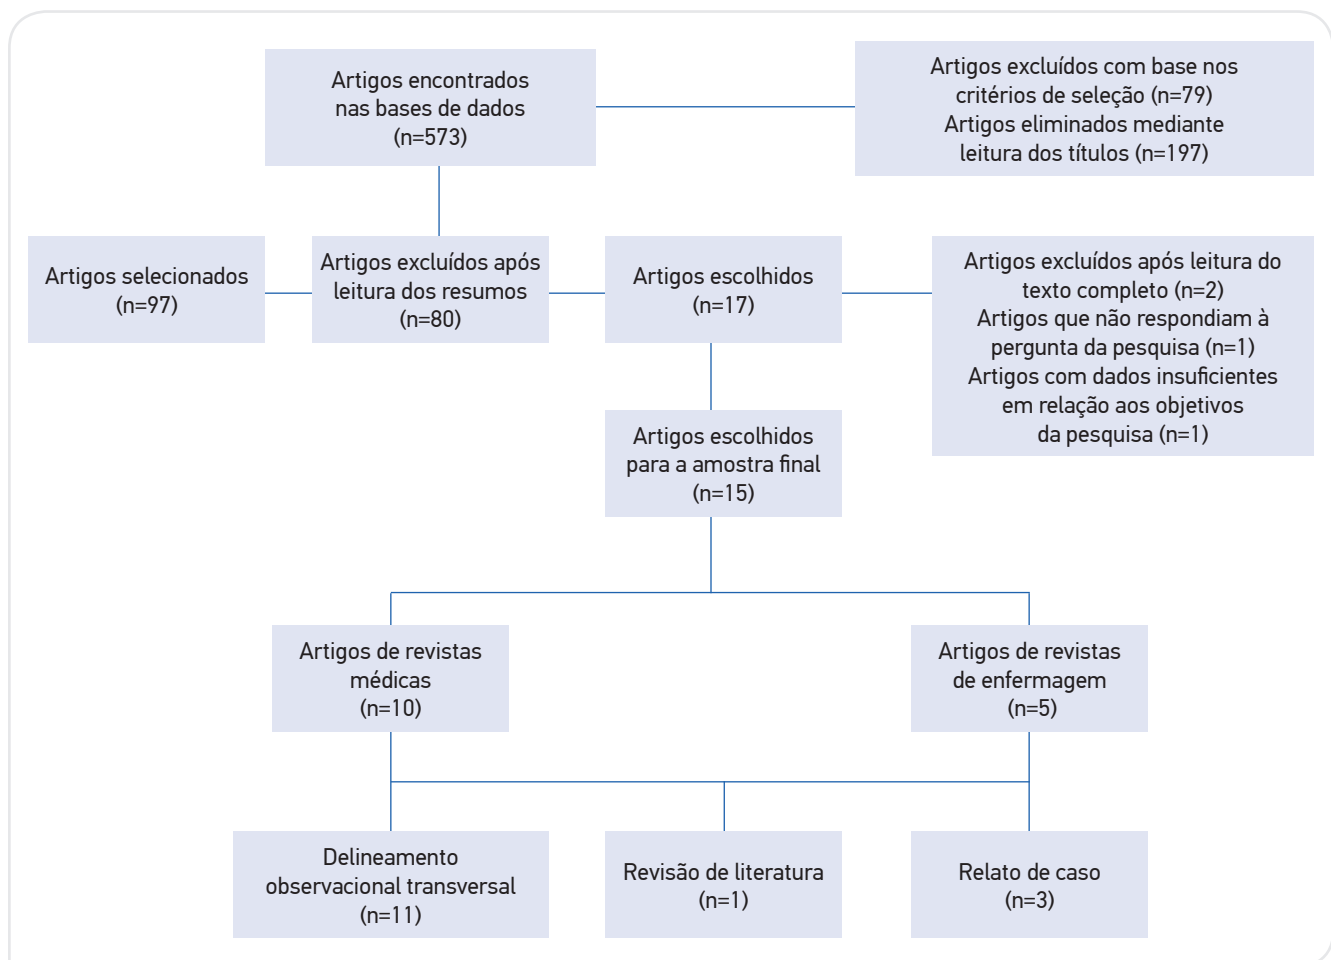 Artigos encontrados
nas bases de dados
(n=573)
Artigos excluídos com base nos
critérios de seleção (n=79)
Artigos eliminados mediante
leitura dos títulos (n=197)
Artigos selecionados
(n=97)
Artigos excluídos após
leitura dos resumos
(n=80)
Artigos escolhidos
(n=17)
Artigos excluídos após leitura do
texto completo (n=2)
Artigos que não respondiam à
pergunta da pesquisa (n=1)
Artigos com dados insuficientes
em relação aos objetivos
da pesquisa (n=1)
Artigos escolhidos
para a amostra final
(n=15)
Artigos de revistas
médicas
(n=10)
Artigos de revistas
de enfermagem
(n=5)
Delineamento
observacional transversal
(n=11)
Revisão de literatura
(n=1)
Relato de caso
(n=3)